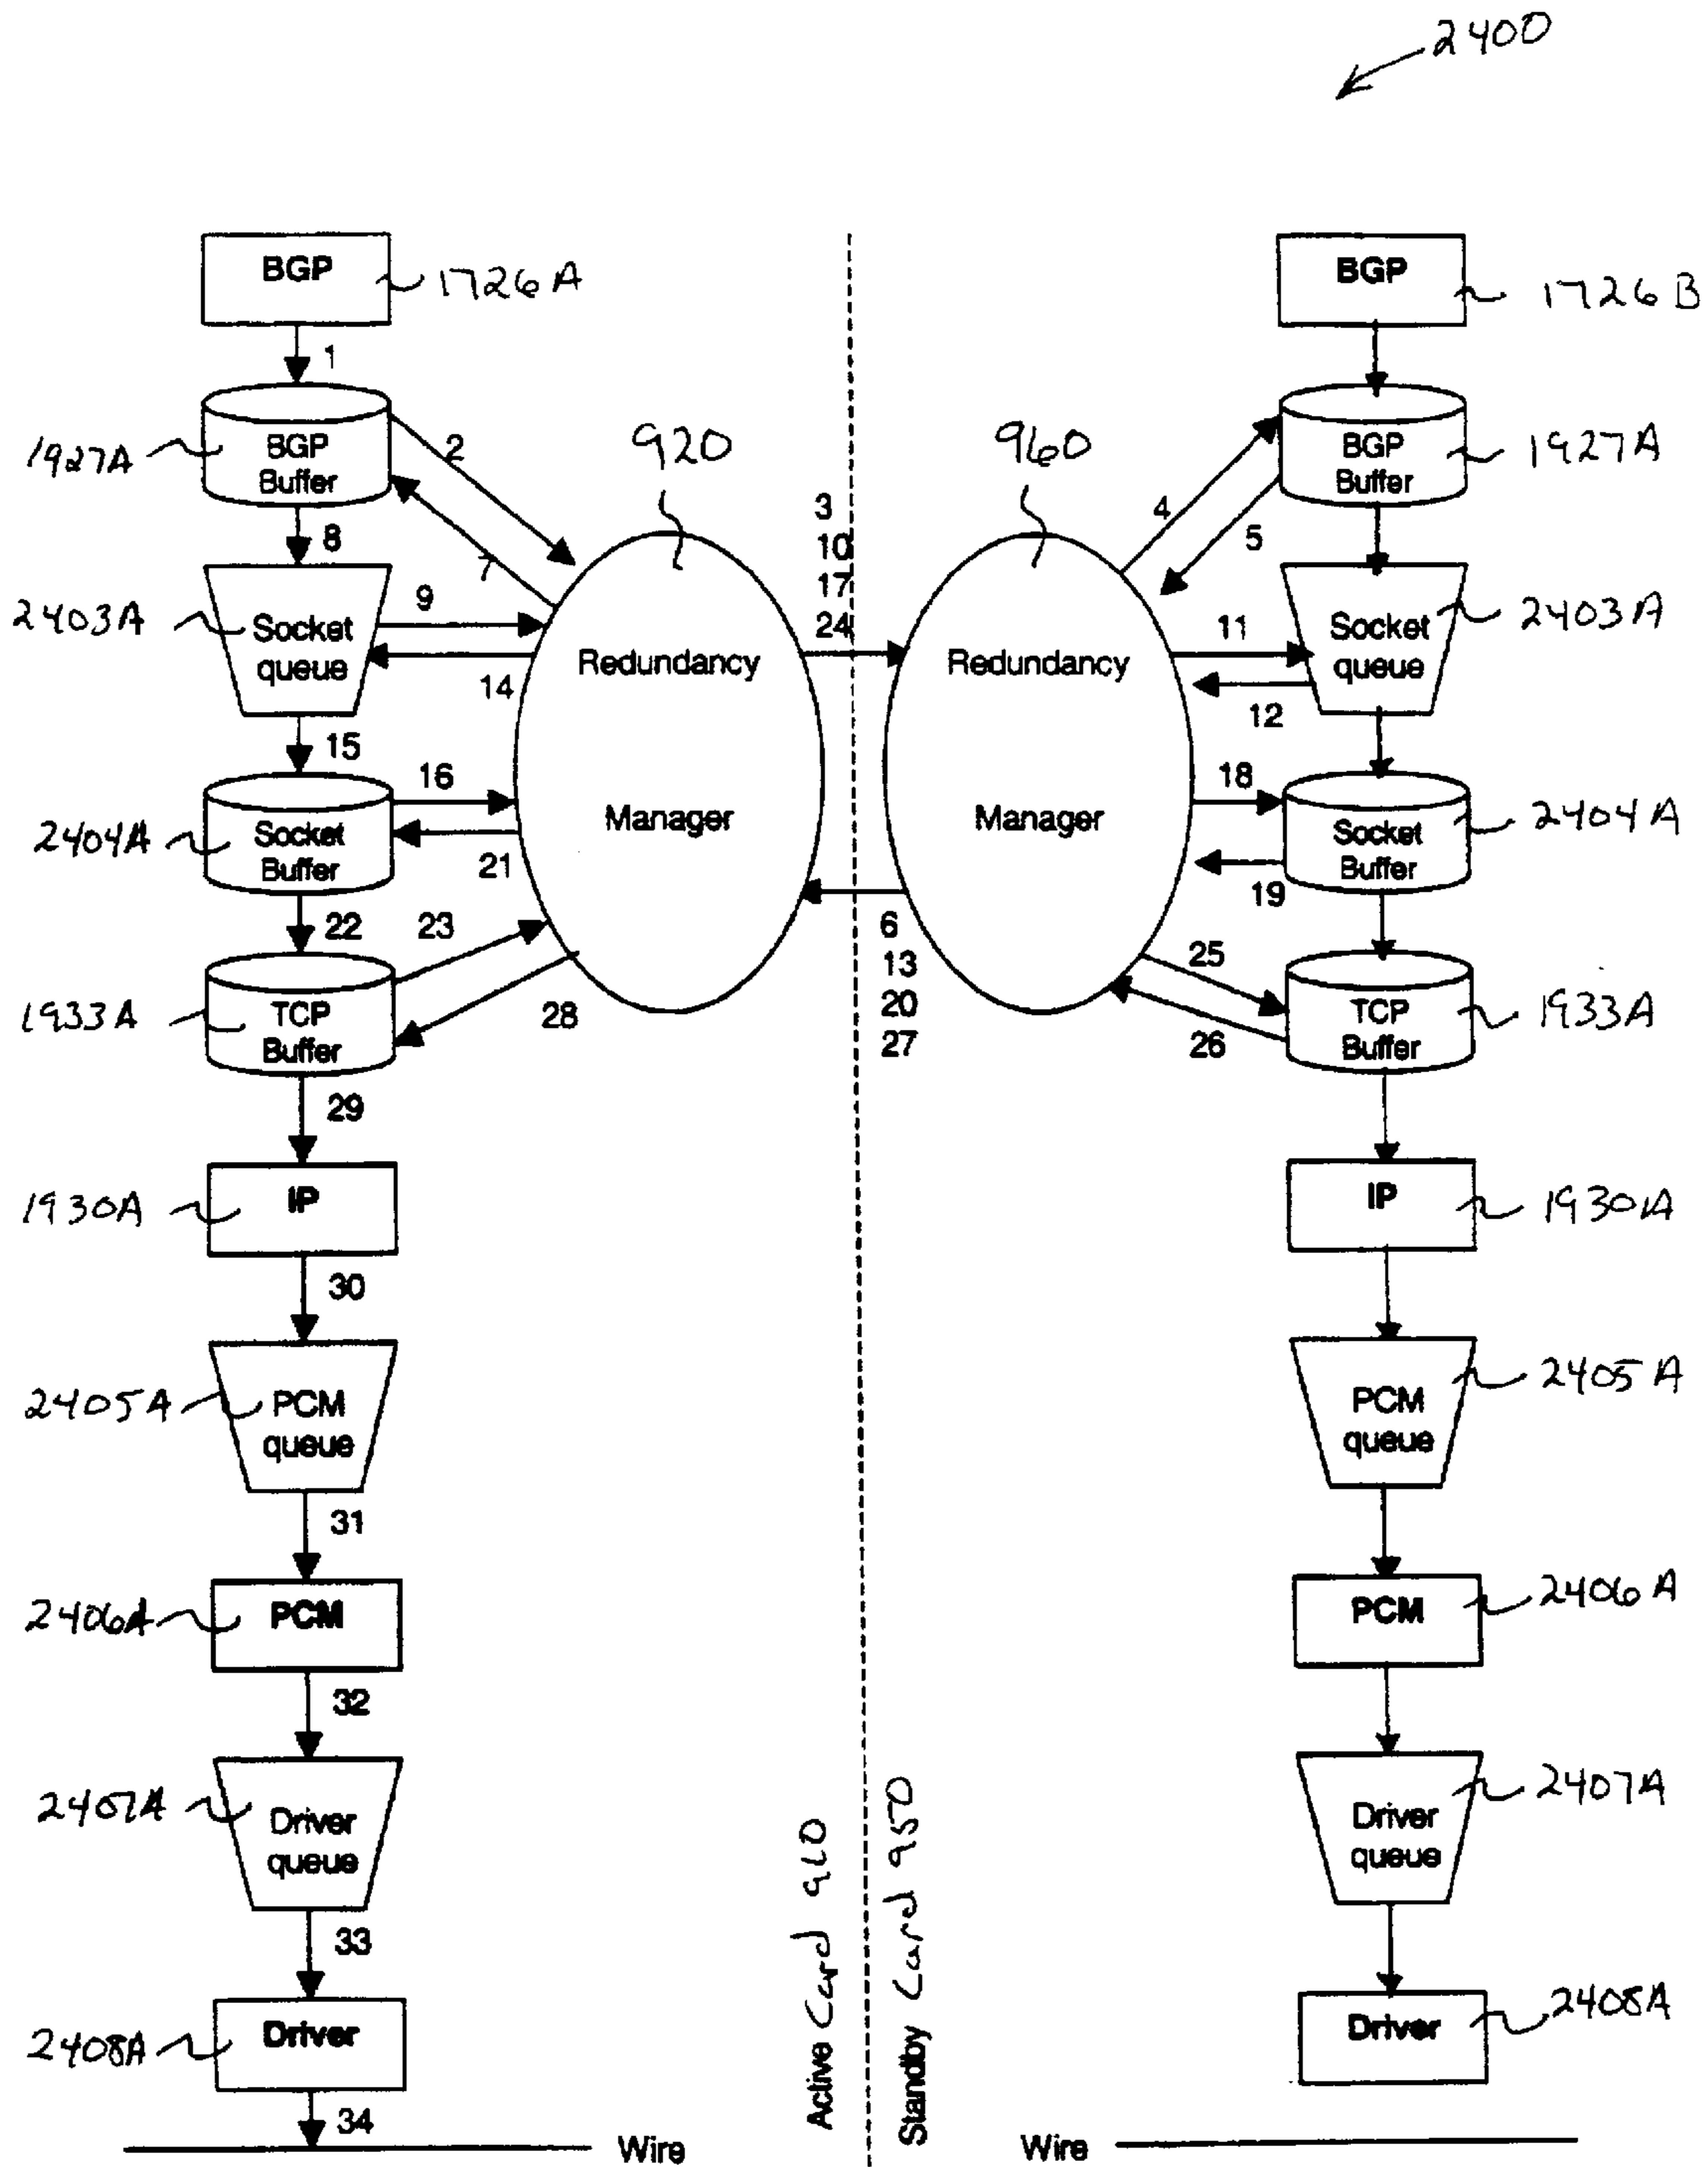 2400
BGP
1726A
BGP
1726B
1
1927A
BGP
Buffer
2
7
920
960
4
5
BGP
Buffer
1927A
8
3
10
17
24
2403A
Socket
queue
9
14
Redundancy
Manager
Redundancy
Manager
11
12
Socket
queue
2403A
15
2404A
Socket
Buffer
16
21
18
19
Socket
Buffer
2404A
22
23
28
6
13
20
27
25
26
1933A
TCP
Buffer
TCP
Buffer
1933A
29
1930A
IP
IP
1930A
30
2405A
PCM
queue
PCM
queue
2405A
31
2406A
PCM
PCM
2406A
32
2407A
Driver
queue
Driver
queue
2407A
33
Active Card 910
Standby Card 950
2408A
Driver
Driver
2408A
34
Wire
Wire